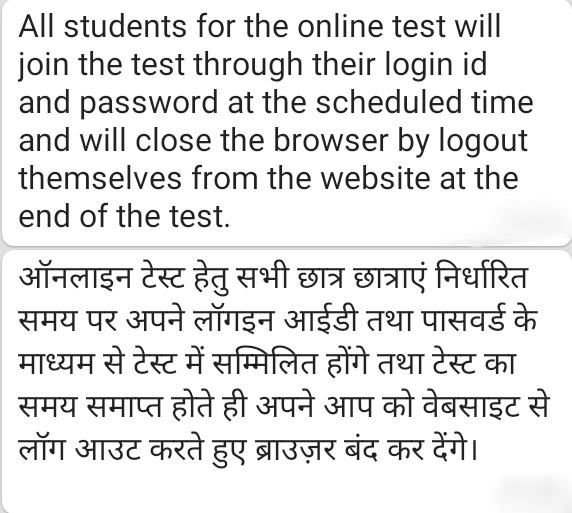 All students for the online test will
join the test through their login id
and password at the scheduled time
and will close the browser by logout
themselves from the website at the
end of the test.
ऑनलाइन टेस्ट हेतु सभी छात्र छात्राएं निर्धारित
समय पर अपने लॉगइन आईडी तथा पासवर्ड के
माध्यम से टेस्ट में सम्मिलित होंगे तथा टेस्ट का
समय समाप्त होते ही अपने आप को वेबसाइट से
लॉग आउट करते हुए ब्राउज़र बंद कर देंगे।